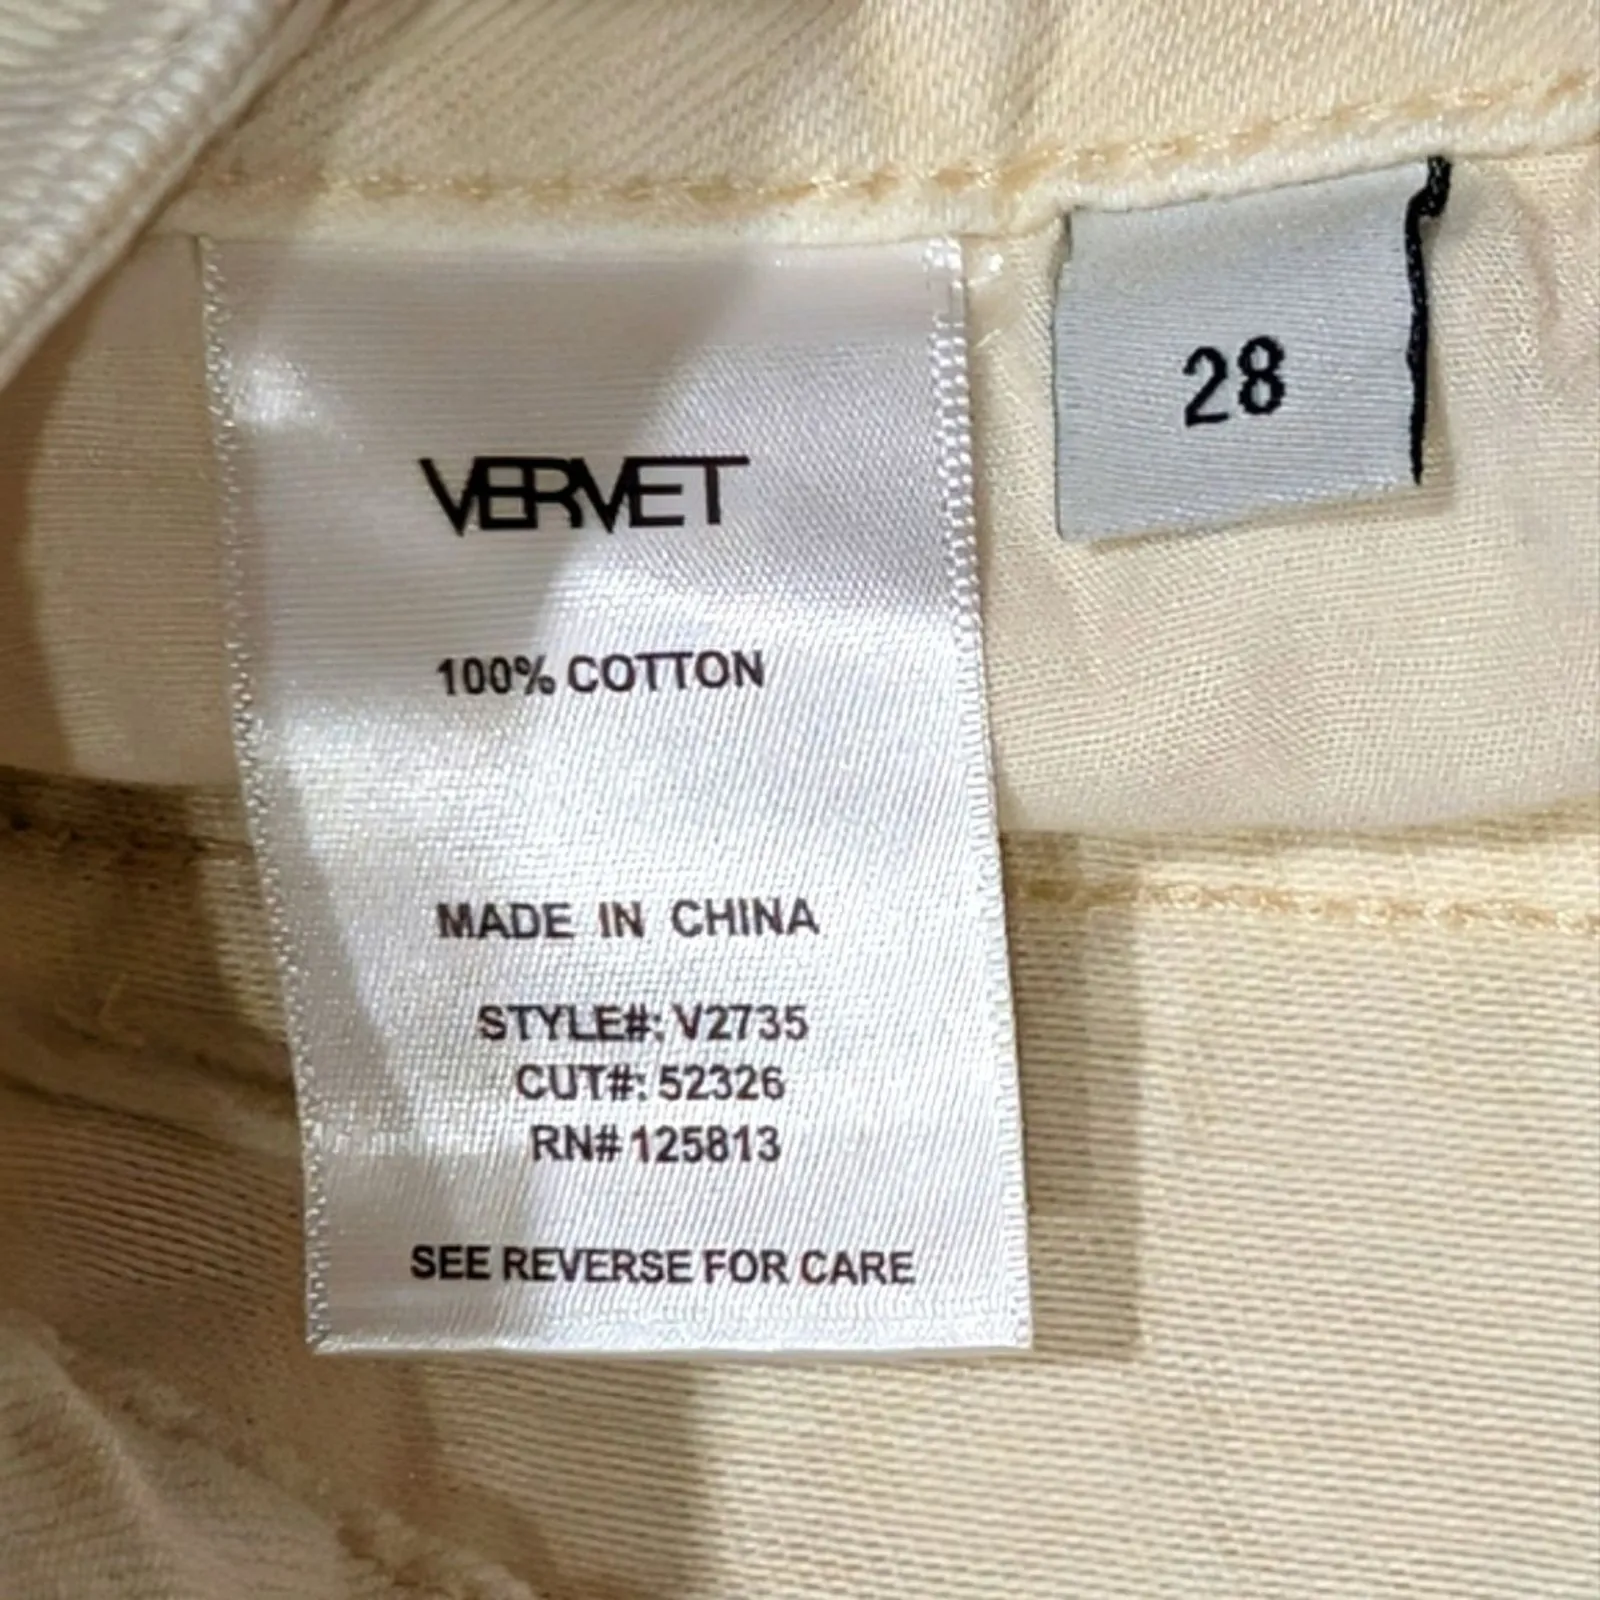 VERVET
100% COTTON
MADE IN CHINA
STYLE#: V2735
CUT#: 52326
RN# 125813
SEE REVERSE FOR CARE
28